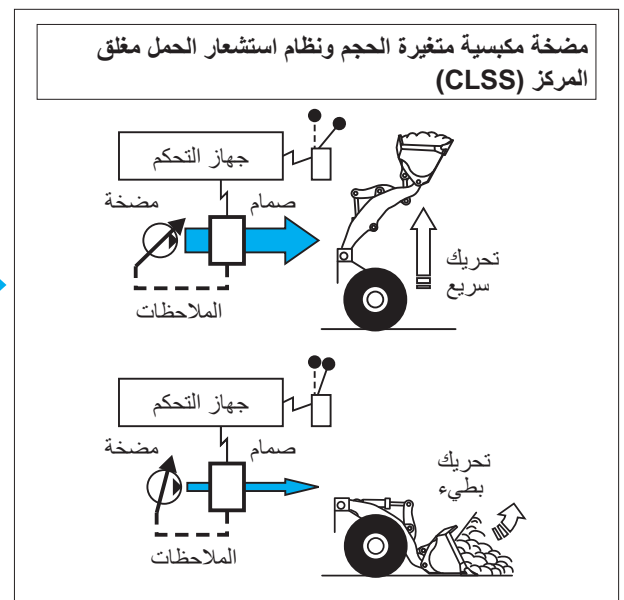 مضخة مكبسية متغيرة الحجم ونظام استشعار الحمل مغلق
المركز (CLSS)
جهاز التحكم
مضخة
صمام
الملاحظات
تحريك
سريع
جهاز التحكم
مضخة
صمام
الملاحظات
تحريك
بطيء